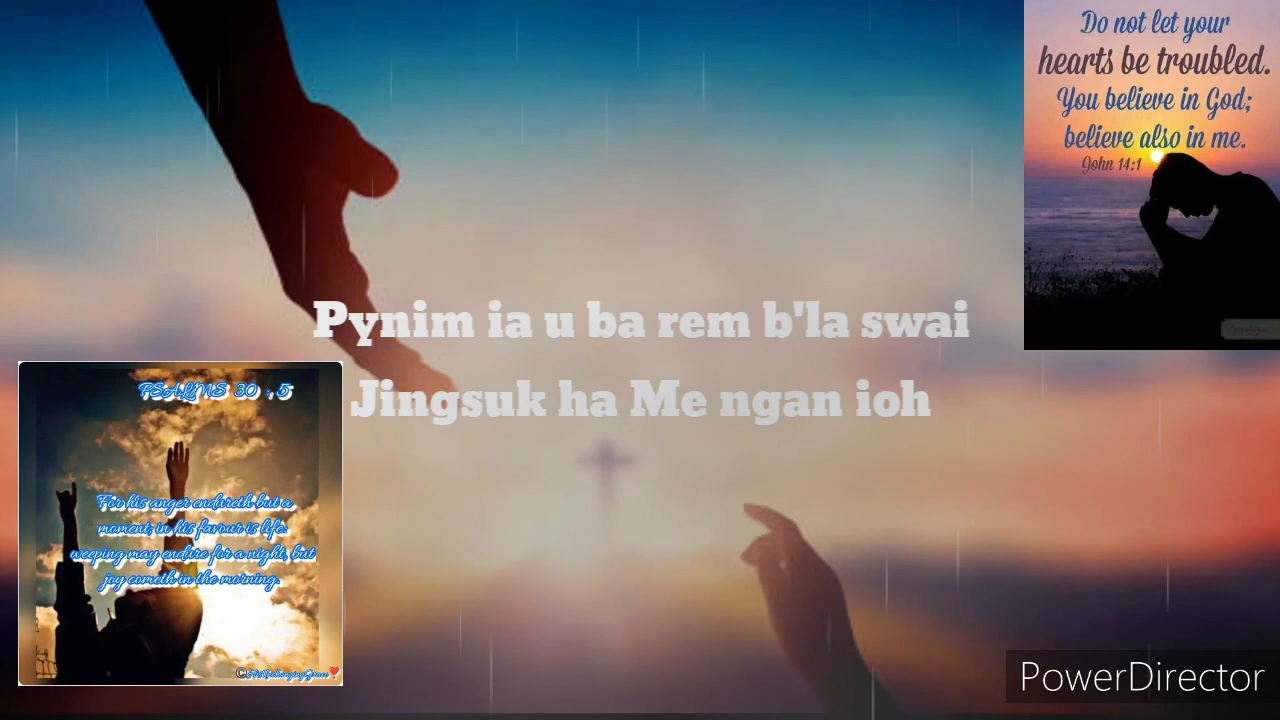 Do not let your
hearts be troubled.
You believe in God;
believe also in me.
John 14:1
Pynim ia u ba rem b'la swai
Jingsuk ha Me ngan ioh
PSALMS 30 : 5
For his anger endureth but a
moment; in his favour is life:
weeping may endure for a night, but
joy cometh in the morning.
PowerDirector